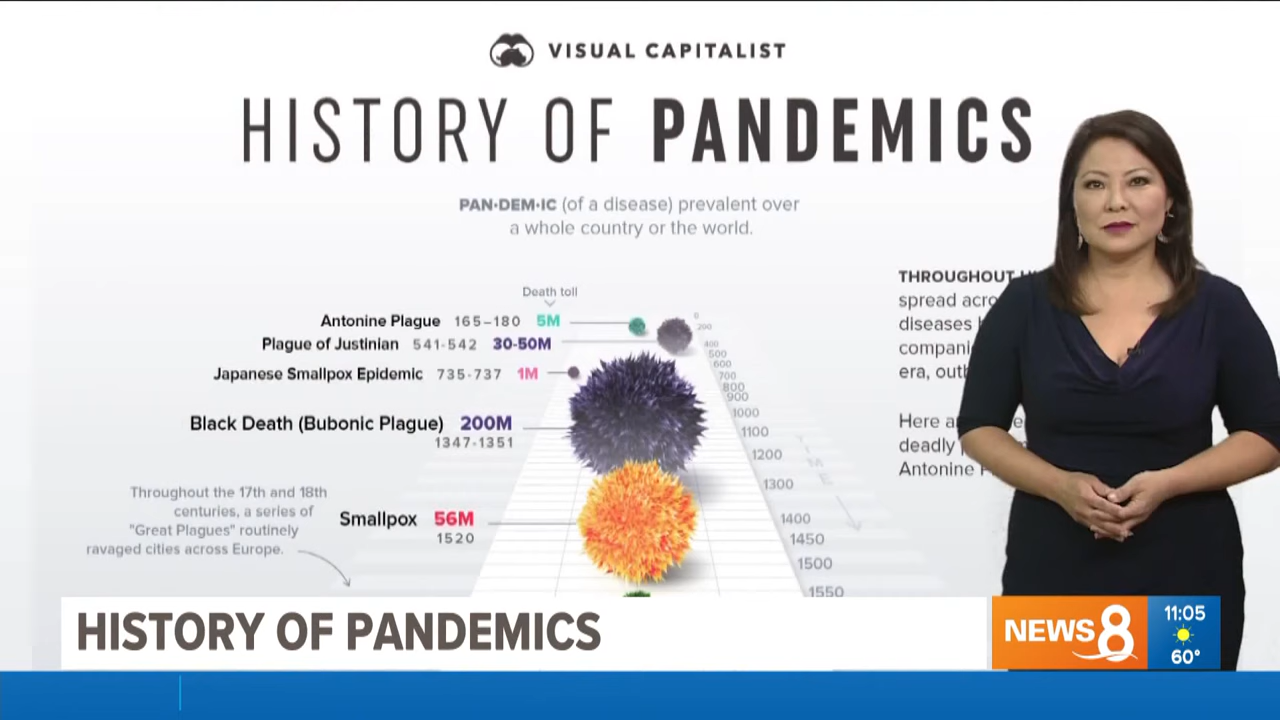 VISUAL CAPITALIST
HISTORY OF PANDEMICS
PAN·DEM·IC (of a disease) prevalent over
a whole country or the world.
Death toll
Antonine Plague 165-180 5M
Plague of Justinian 541-542 30-50M
Japanese Smallpox Epidemic 735-737 1M
Black Death (Bubonic Plague) 200M
1347-1351
Throughout the 17th and 18th
centuries, a series of
"Great Plagues" routinely
ravaged cities across Europe.
Smallpox 56M
1520
0
200
400
500
600
700
800
900
1000
1100
1200
1300
1400
1450
1500
1550
TIME
THROUGHOUT
spread
diseases
era,
Here
deadly
Antonine
HISTORY OF PANDEMICS
NEWS 8
11:05
60°